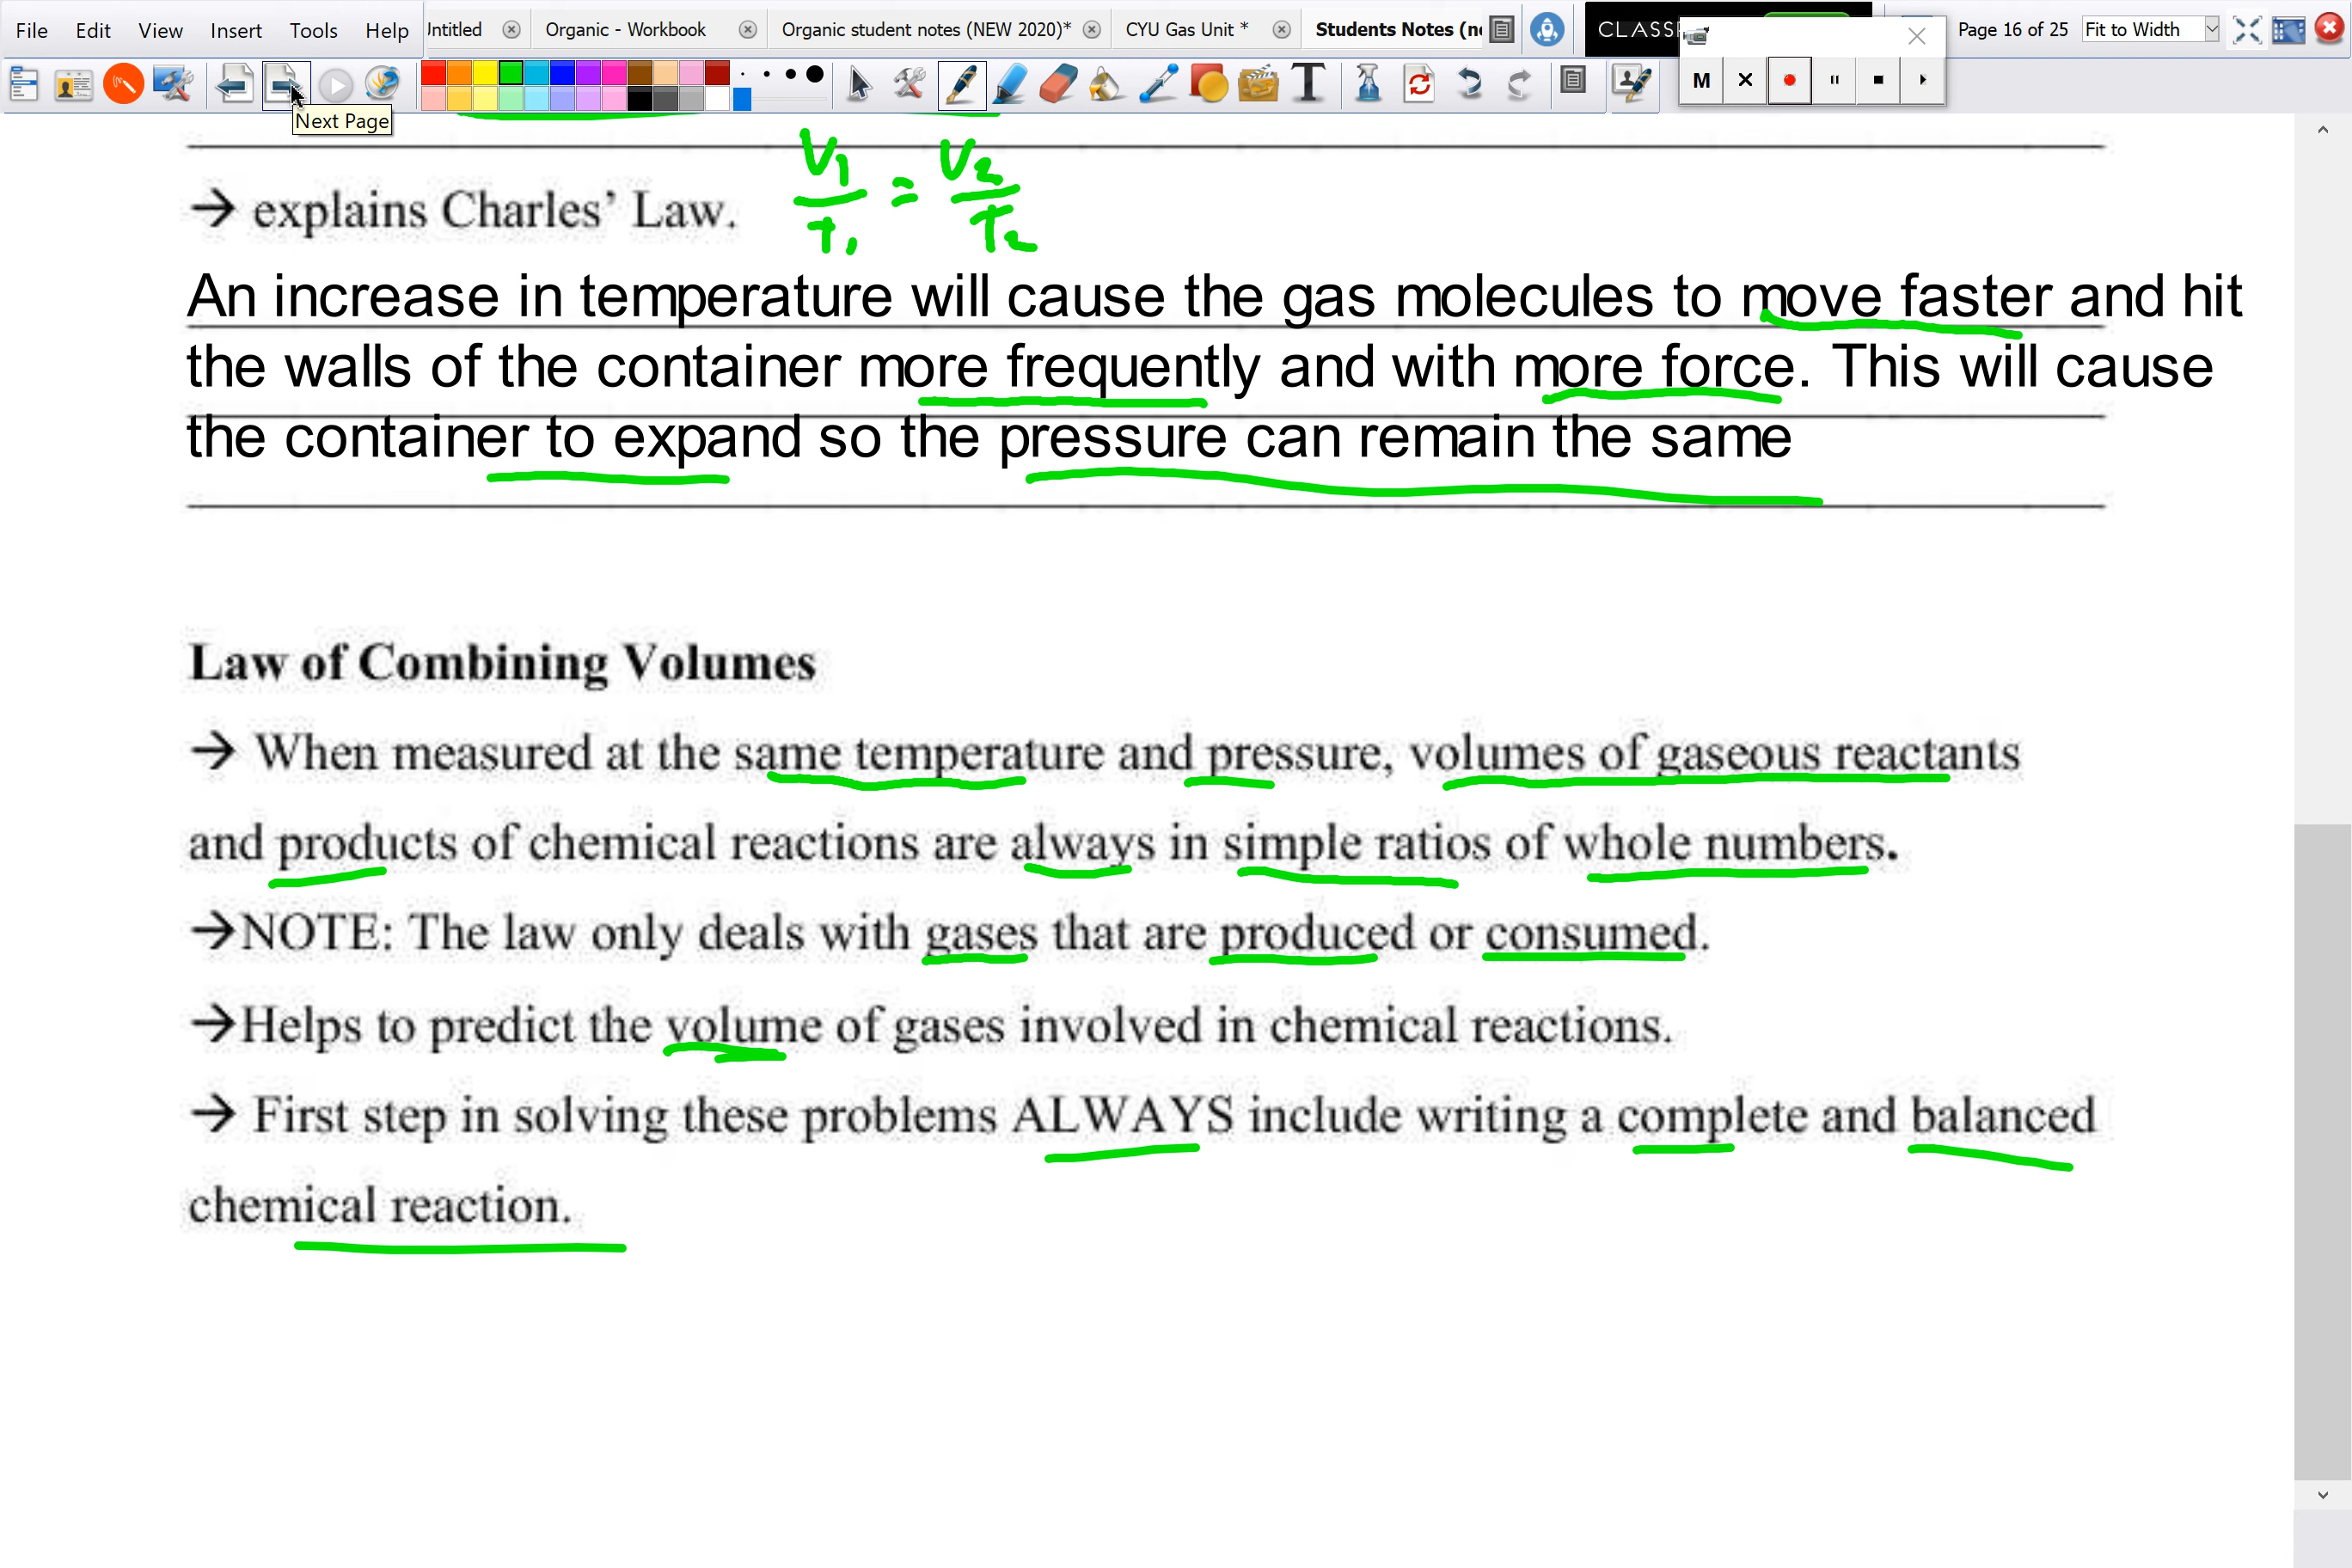 File Edit View Insert Tools Help Untitled Organic - Workbook Organic student notes (NEW 2020)* CYU Gas Unit * Students Notes (n CLASS Page 16 of 25 Fit to Width
M
T
Next Page
V1 = V2
T1 T2
→ explains Charles' Law.
An increase in temperature will cause the gas molecules to move faster and hit
the walls of the container more frequently and with more force. This will cause
the container to expand so the pressure can remain the same
Law of Combining Volumes
→ When measured at the same temperature and pressure, volumes of gaseous reactants
and products of chemical reactions are always in simple ratios of whole numbers.
→NOTE: The law only deals with gases that are produced or consumed.
→Helps to predict the volume of gases involved in chemical reactions.
→ First step in solving these problems ALWAYS include writing a complete and balanced
chemical reaction.